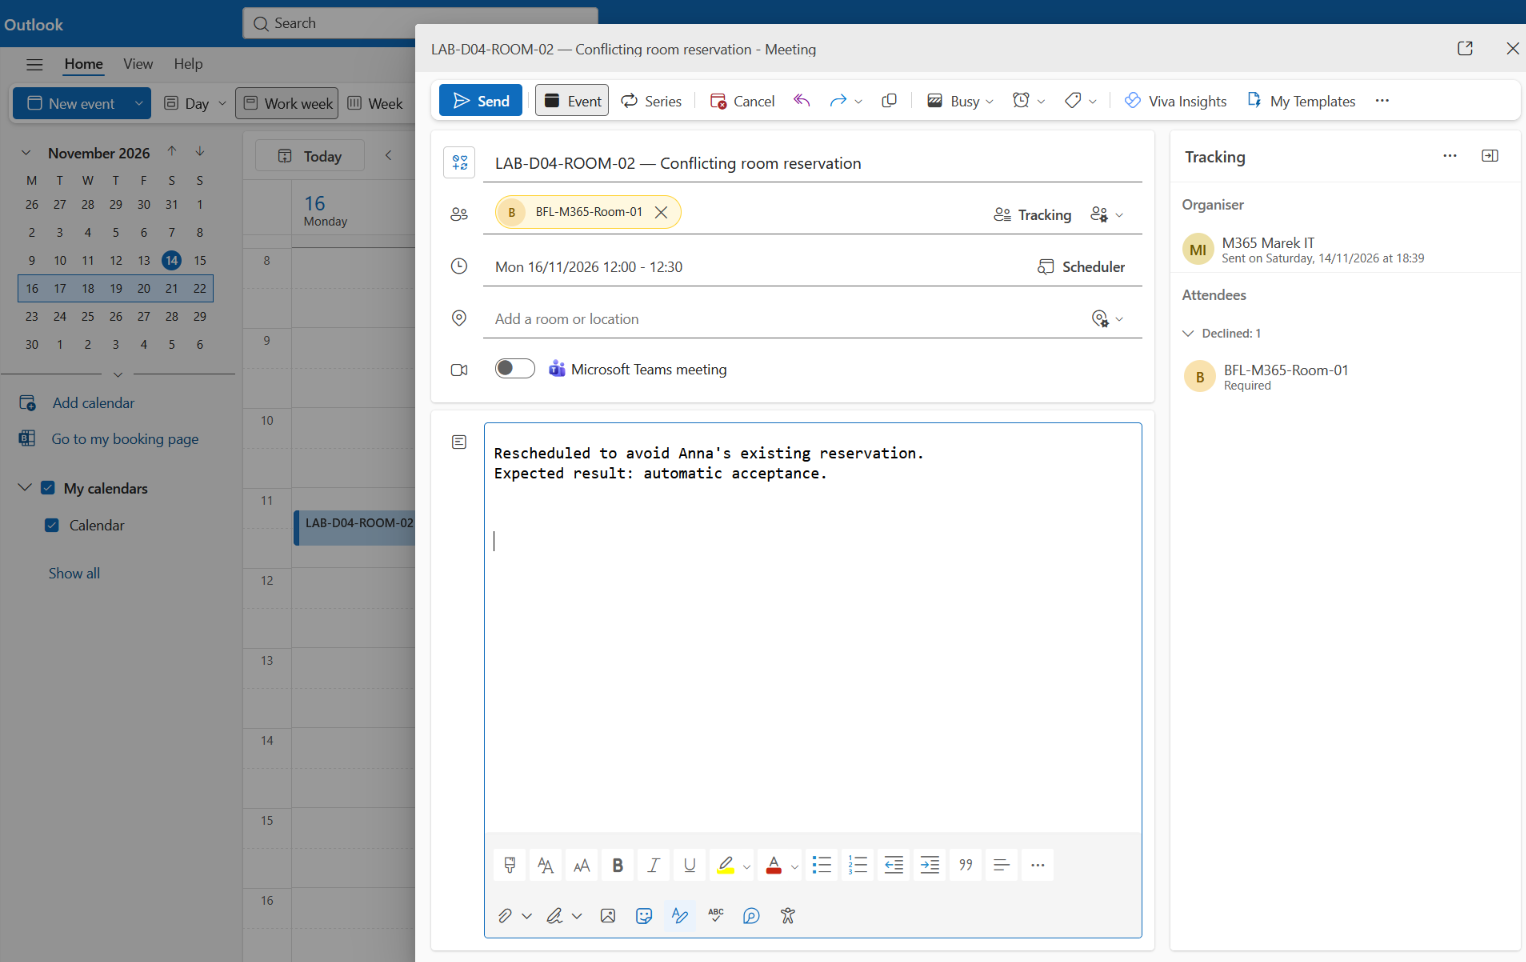 Outlook
Search
Home View Help
New event Day Work week Week
November 2026
M T W T F S S
26 27 28 29 30 31 1
2 3 4 5 6 7 8
9 10 11 12 13 14 15
16 17 18 19 20 21 22
23 24 25 26 27 28 29
30 1 2 3 4 5 6
Add calendar
Go to my booking page
My calendars
Calendar
Show all
Today
16
Monday
8
9
10
11
LAB-D04-ROOM-02
12
13
14
15
16
LAB-D04-ROOM-02 — Conflicting room reservation - Meeting
Send Event Series Cancel Busy Viva Insights My Templates
LAB-D04-ROOM-02 — Conflicting room reservation
B BFL-M365-Room-01
Tracking
Mon 16/11/2026 12:00 - 12:30
Scheduler
Add a room or location
Microsoft Teams meeting
Rescheduled to avoid Anna's existing reservation.
Expected result: automatic acceptance.
Tracking
Organiser
MI M365 Marek IT
Sent on Saturday, 14/11/2026 at 18:39
Attendees
Declined: 1
B BFL-M365-Room-01
Required